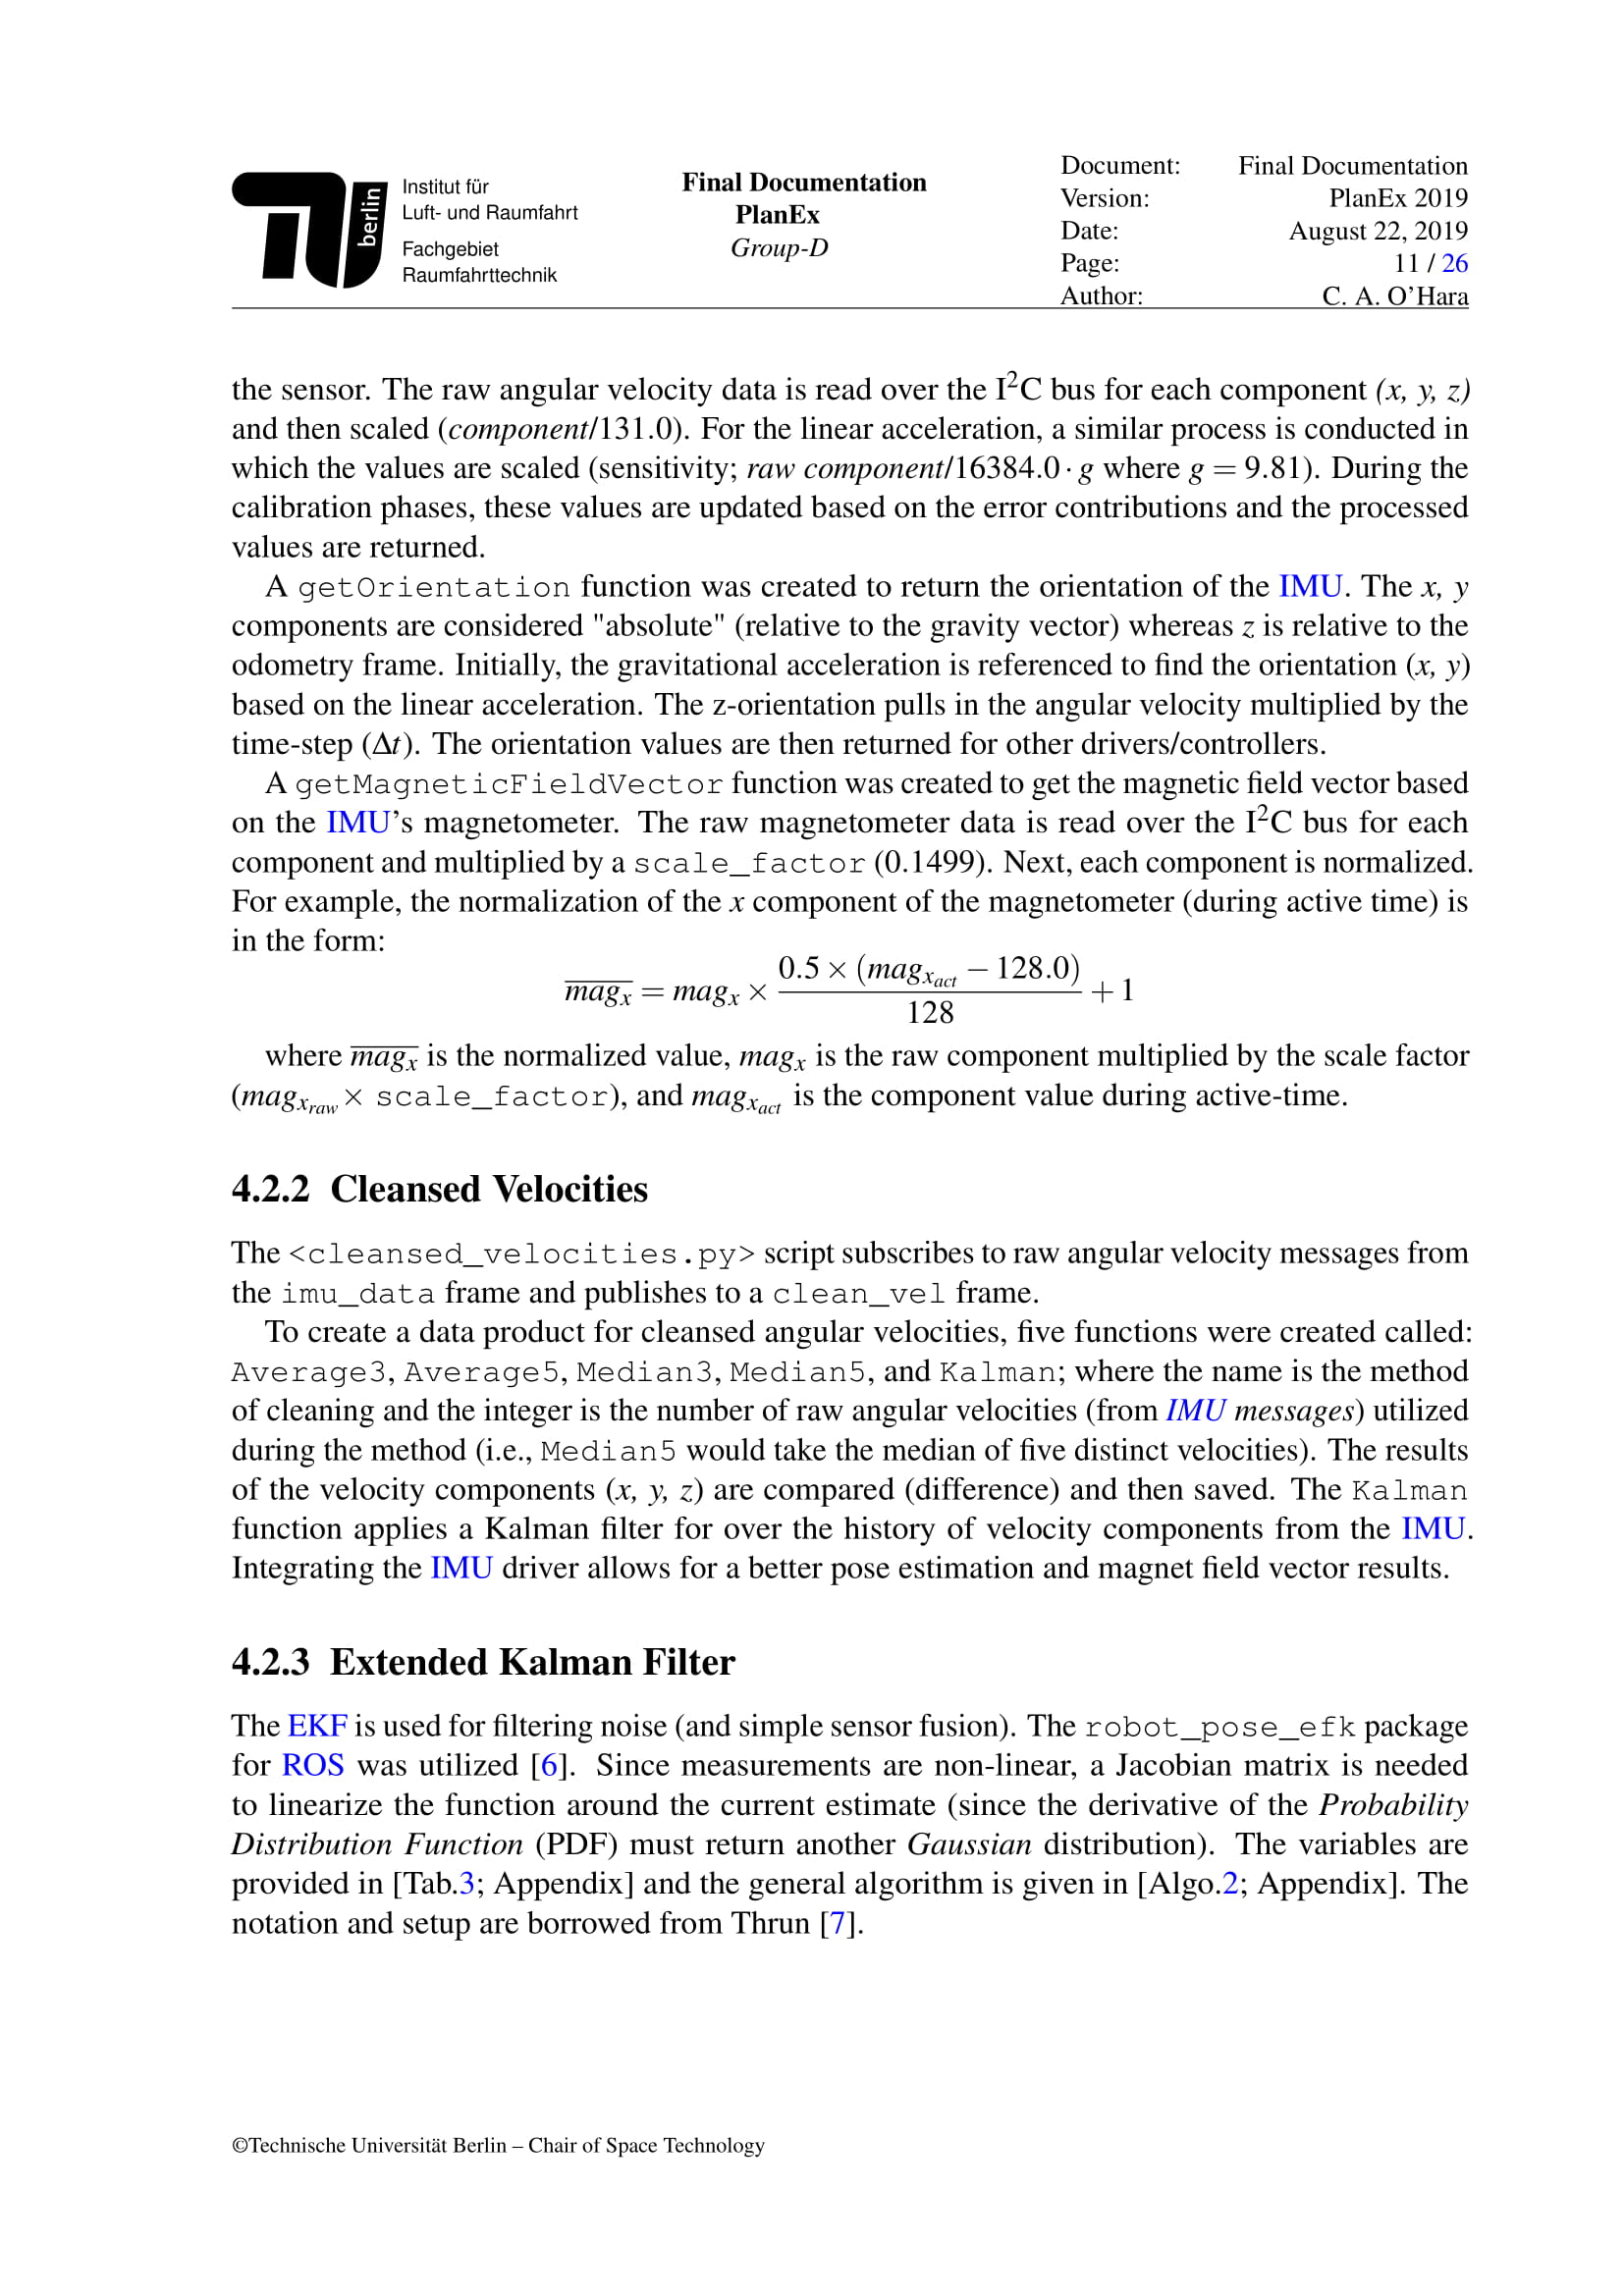 berlin
Institut für
Luft- und Raumfahrt
Fachgebiet
Raumfahrttechnik
Final Documentation
PlanEx
Group-D
Document: Final Documentation
Version: PlanEx 2019
Date: August 22, 2019
Page: 11 / 26
Author: C. A. O'Hara
the sensor. The raw angular velocity data is read over the I²C bus for each component (x, y, z)
and then scaled (component/131.0). For the linear acceleration, a similar process is conducted in
which the values are scaled (sensitivity; raw component/16384.0 · g where g = 9.81). During the
calibration phases, these values are updated based on the error contributions and the processed
values are returned.
A getOrientation function was created to return the orientation of the IMU. The x, y
components are considered "absolute" (relative to the gravity vector) whereas z is relative to the
odometry frame. Initially, the gravitational acceleration is referenced to find the orientation (x, y)
based on the linear acceleration. The z-orientation pulls in the angular velocity multiplied by the
time-step (Δt). The orientation values are then returned for other drivers/controllers.
A getMagneticFieldVector function was created to get the magnetic field vector based
on the IMU's magnetometer. The raw magnetometer data is read over the I²C bus for each
component and multiplied by a scale_factor (0.1499). Next, each component is normalized.
For example, the normalization of the x component of the magnetometer (during active time) is
in the form:
$\overline{mag_x} = mag_x \times \frac{0.5 \times (mag_{x_{act}} - 128.0)}{128} + 1$
where $\overline{mag_x}$ is the normalized value, $mag_x$ is the raw component multiplied by the scale factor
($mag_{x_{raw}}$ × scale_factor), and $mag_{x_{act}}$ is the component value during active-time.
4.2.2 Cleansed Velocities
The <cleansed_velocities.py> script subscribes to raw angular velocity messages from
the imu_data frame and publishes to a clean_vel frame.
To create a data product for cleansed angular velocities, five functions were created called:
Average3, Average5, Median3, Median5, and Kalman; where the name is the method
of cleaning and the integer is the number of raw angular velocities (from IMU messages) utilized
during the method (i.e., Median5 would take the median of five distinct velocities). The results
of the velocity components (x, y, z) are compared (difference) and then saved. The Kalman
function applies a Kalman filter for over the history of velocity components from the IMU.
Integrating the IMU driver allows for a better pose estimation and magnet field vector results.
4.2.3 Extended Kalman Filter
The EKF is used for filtering noise (and simple sensor fusion). The robot_pose_efk package
for ROS was utilized [6]. Since measurements are non-linear, a Jacobian matrix is needed
to linearize the function around the current estimate (since the derivative of the Probability
Distribution Function (PDF) must return another Gaussian distribution). The variables are
provided in [Tab.3; Appendix] and the general algorithm is given in [Algo.2; Appendix]. The
notation and setup are borrowed from Thrun [7].
©Technische Universität Berlin – Chair of Space Technology